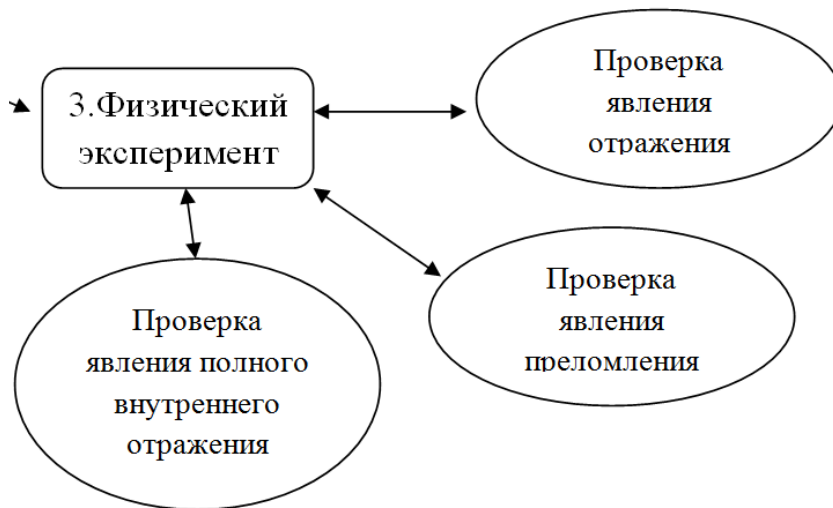 3.Физический
эксперимент
Проверка
явления
отражения
Проверка
явления
преломления
Проверка
явления полного
внутреннего
отражения